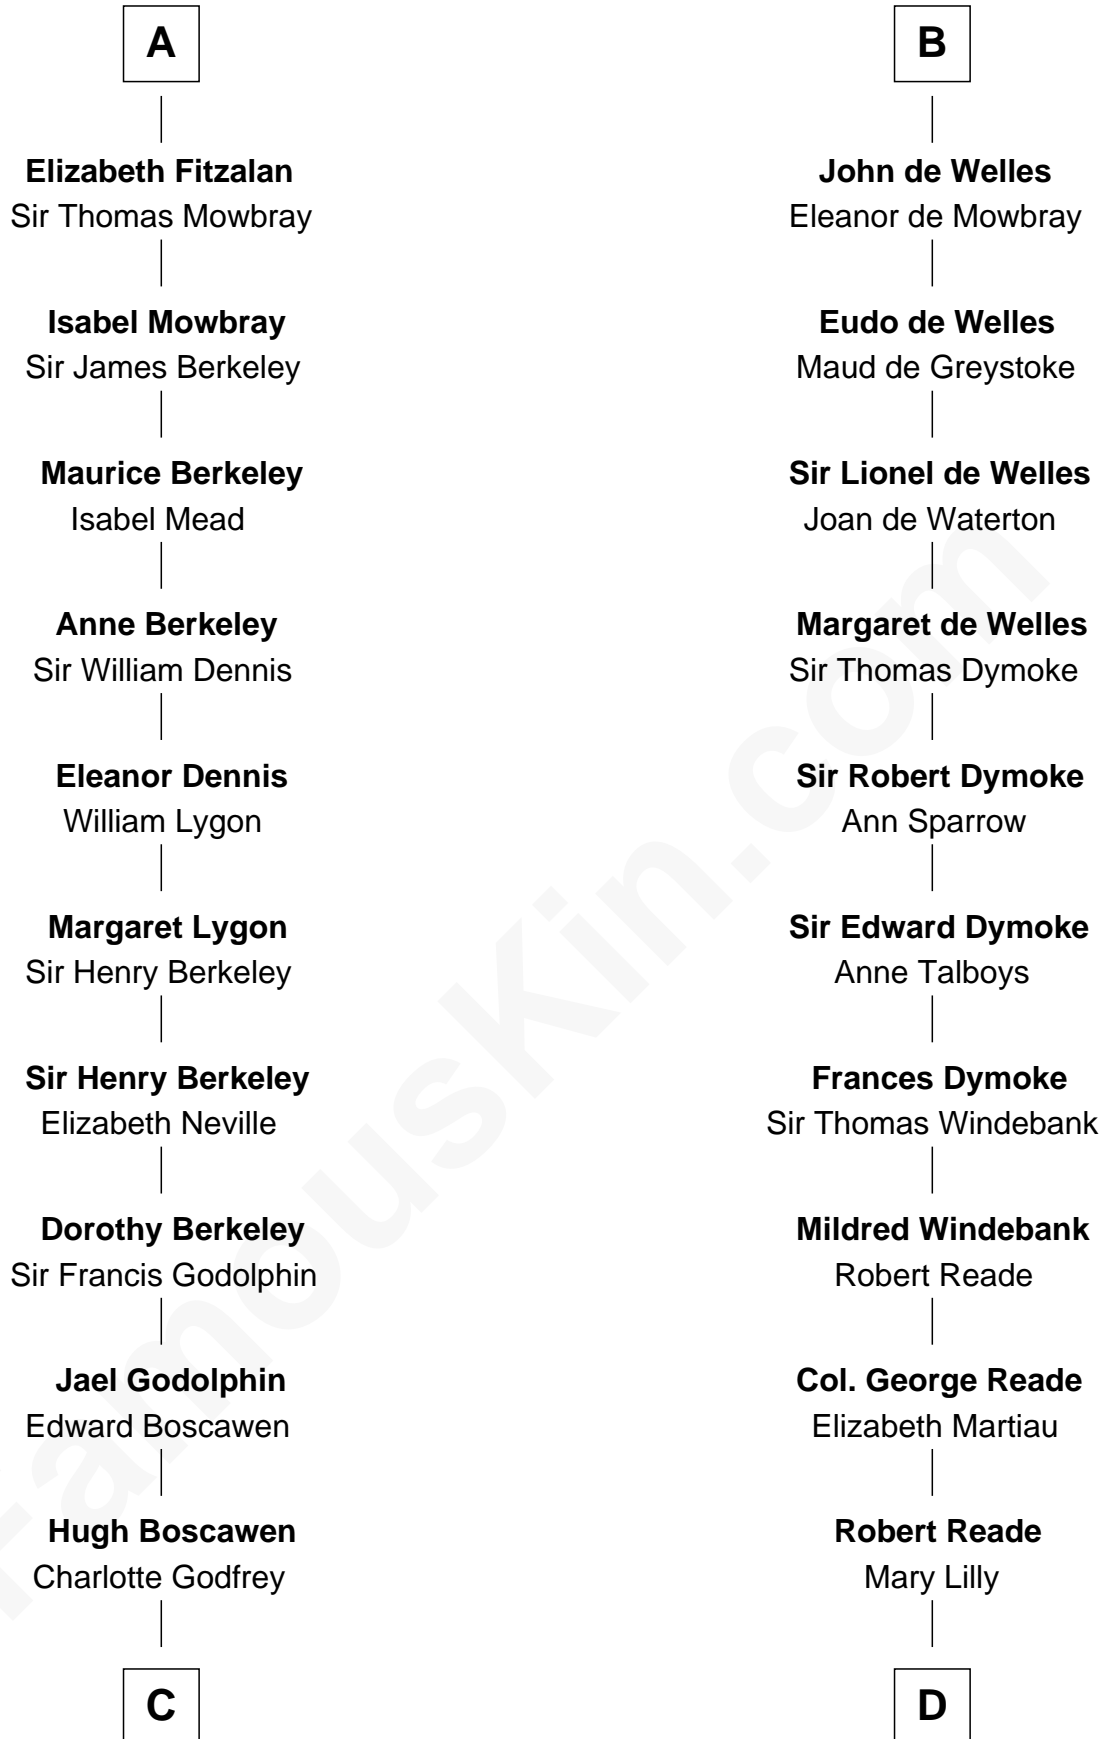 A
Elizabeth Fitzalan
Sir Thomas Mowbray
Isabel Mowbray
Sir James Berkeley
Maurice Berkeley
Isabel Mead
Anne Berkeley
Sir William Dennis
Eleanor Dennis
William Lygon
Margaret Lygon
Sir Henry Berkeley
Sir Henry Berkeley
Elizabeth Neville
Dorothy Berkeley
Sir Francis Godolphin
Jael Godolphin
Edward Boscawen
Hugh Boscawen
Charlotte Godfrey
C
B
John de Welles
Eleanor de Mowbray
Eudo de Welles
Maud de Greystoke
Sir Lionel de Welles
Joan de Waterton
Margaret de Welles
Sir Thomas Dymoke
Sir Robert Dymoke
Ann Sparrow
Sir Edward Dymoke
Anne Talboys
Frances Dymoke
Sir Thomas Windebank
Mildred Windebank
Robert Reade
Col. George Reade
Elizabeth Martiau
Robert Reade
Mary Lilly
D
FamousKin.com